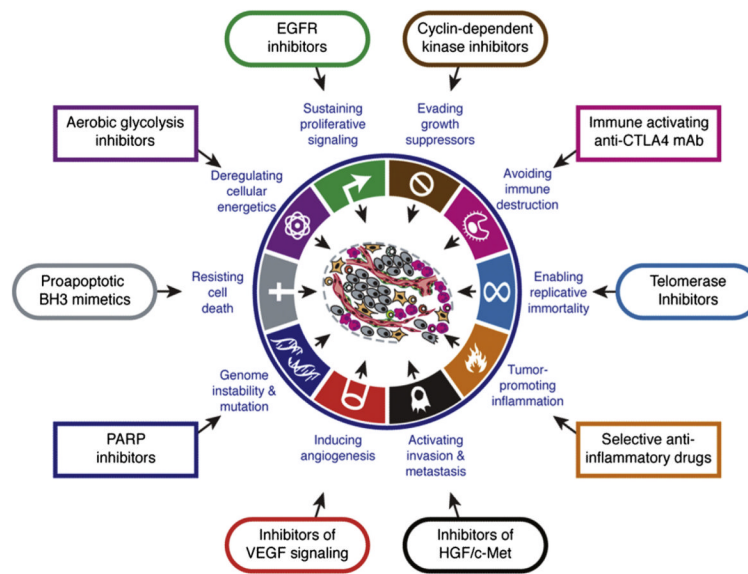 EGFR
inhibitors
Cyclin-dependent
kinase inhibitors
Sustaining
proliferative
signaling
Evading
growth
suppressors
Aerobic glycolysis
inhibitors
Immune activating
anti-CTLA4 mAb
Deregulating
cellular
energetics
Avoiding
immune
destruction
Proapoptotic
BH3 mimetics
Resisting
cell
death
Enabling
replicative
immortality
Telomerase
Inhibitors
Genome
instability &
mutation
Tumor-
promoting
inflammation
PARP
inhibitors
Inducing
angiogenesis
Activating
invasion &
metastasis
Selective anti-
inflammatory drugs
Inhibitors of
VEGF signaling
Inhibitors of
HGF/c-Met